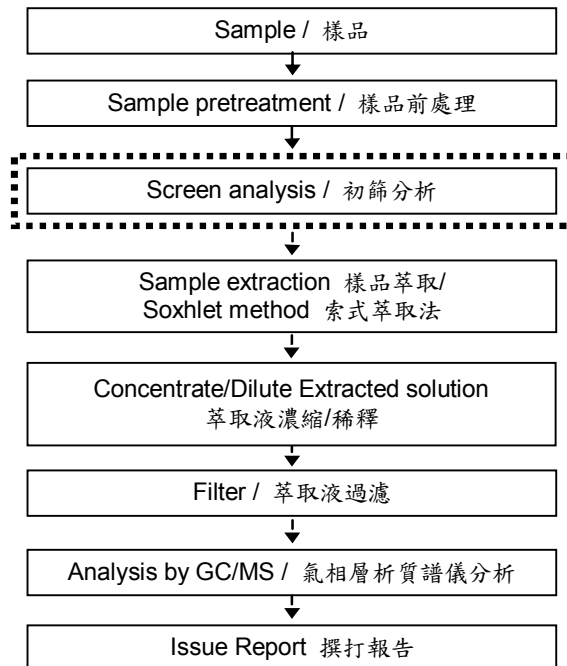 Sample / 樣品
Sample pretreatment / 樣品前處理
Screen analysis / 初篩分析
Sample extraction 樣品萃取/
Soxhlet method 索式萃取法
Concentrate/Dilute Extracted solution
萃取液濃縮/稀釋
Filter / 萃取液過濾
Analysis by GC/MS / 氣相層析質譜儀分析
Issue Report 撰打報告